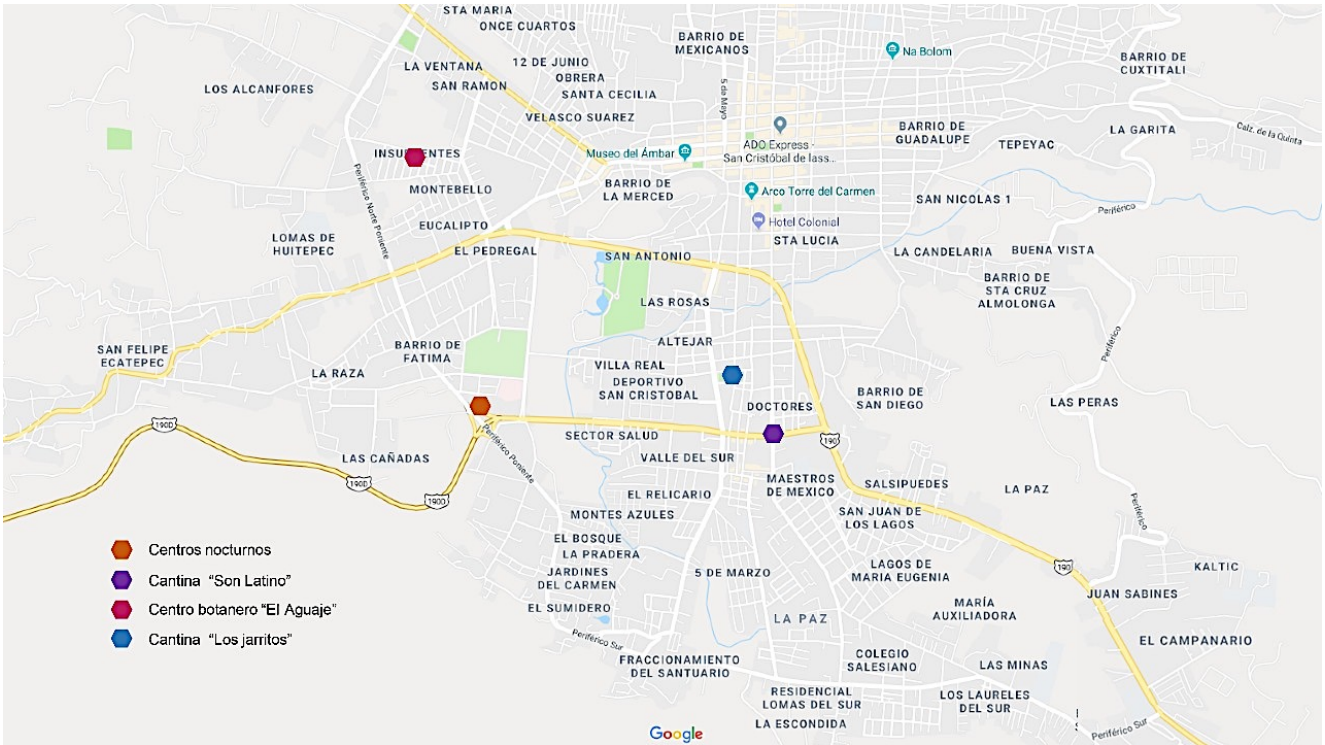 STA MARIA
ONCE CUARTOS
BARRIO DE
MEXICANOS
Na Bolom
BARRIO DE
CUXTITALI
LA VENTANA
12 DE JUNIO
SAN RAMON
OBRERA
LOS ALCANFORES
SANTA CECILIA
5 de Mayo
VELASCO SUAREZ
BARRIO DE
GUADALUPE
LA GARITA
Calz. de la Quinta
ADO Express -
San Cristóbal de lass...
TEPEYAC
Museo del Ámbar
MONTEBELLO
BARRIO DE
LA MERCED
Arco Torre del Carmen
SAN NICOLAS 1
Periférico
Periférico Norte Poniente
EUCALIPTO
Hotel Colonial
LOMAS DE
HUITEPEC
EL PEDREGAL
STA LUCIA
SAN ANTONIO
LA CANDELARIA
BUENA VISTA
BARRIO DE
STA CRUZ
ALMOLONGA
LAS ROSAS
Periférico
ALTEJAR
BARRIO DE
FATIMA
SAN FELIPE
ECATEPEC
LA RAZA
VILLA REAL
DEPORTIVO
SAN CRISTOBAL
BARRIO DE
SAN DIEGO
DOCTORES
LAS PERAS
190D
SECTOR SALUD
190
Periférico Poniente
LAS CAÑADAS
VALLE DEL SUR
190D
190D
MAESTROS
DE MEXICO
SALSIPUEDES
LA PAZ
EL RELICARIO
SAN JUAN DE
LOS LAGOS
Periférico
MONTES AZULES
EL BOSQUE
LA PRADERA
190
KALTIC
JARDINES
DEL CARMEN
5 DE MARZO
LAGOS DE
MARIA EUGENIA
JUAN SABINES
EL SUMIDERO
MARÍA
AUXILIADORA
LA PAZ
EL CAMPANARIO
Periférico Sur
FRACCIONAMIENTO
DEL SANTUARIO
COLEGIO
SALESIANO
LAS MINAS
RESIDENCIAL
LOMAS DEL SUR
LOS LAURELES
DEL SUR
LA ESCONDIDA
Periférico Sur
Google
Centros nocturnos
Cantina "Son Latino"
Centro botanero "El Aguaje"
Cantina "Los jarritos"